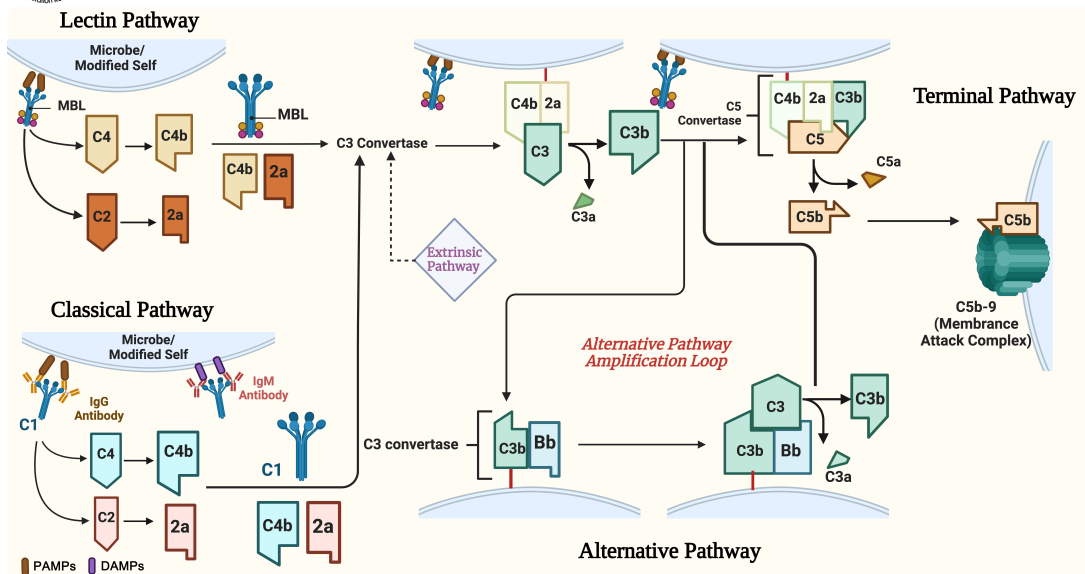 Lectin Pathway
Microbe/
Modified Self
MBL
C4
C4b
C2
2a
MBL
C4b
2a
C3 Convertase
C4b
2a
C3
C3b
C3a
C5
Convertase
C4b
2a
C3b
C5
C5a
C5b
Terminal Pathway
C5b
C5b-9
(Membrance
Attack Complex)
Extrinsic
Pathway
Classical Pathway
Microbe/
Modified Self
IgG
Antibody
IgM
Antibody
C1
C4
C4b
C2
2a
C1
C4b
2a
PAMPs
DAMPs
Alternative Pathway
Amplification Loop
C3 convertase
C3b
Bb
C3
C3b
Bb
C3b
C3a
Alternative Pathway